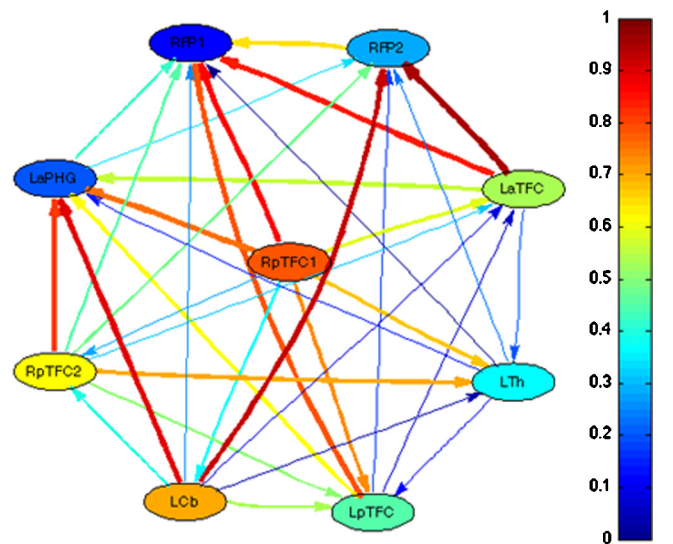 RFP1
RFP2
LaPHG
LaTFC
RpTFC1
RpTFC2
LTh
LCb
LpTFC
1
0.9
0.8
0.7
0.6
0.5
0.4
0.3
0.2
0.1
0